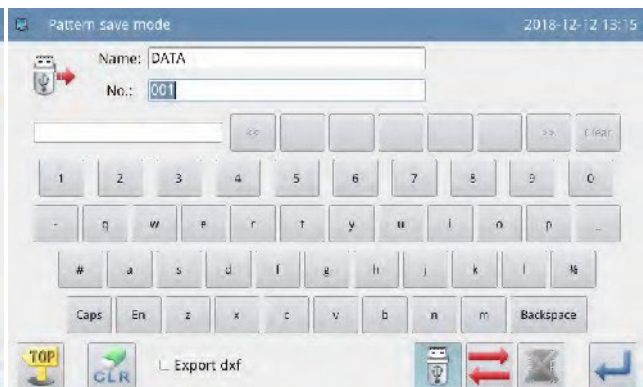 Pattern save mode 2018-12-12 13:15
Name: DATA
No.: 001
<< >> Clear
1 2 3 4 5 6 7 8 9 0
- q w e r t y u i o p _
# a s d f g h j k l
Caps En z x c v b n m Backspace
TOP CLR Export dxf